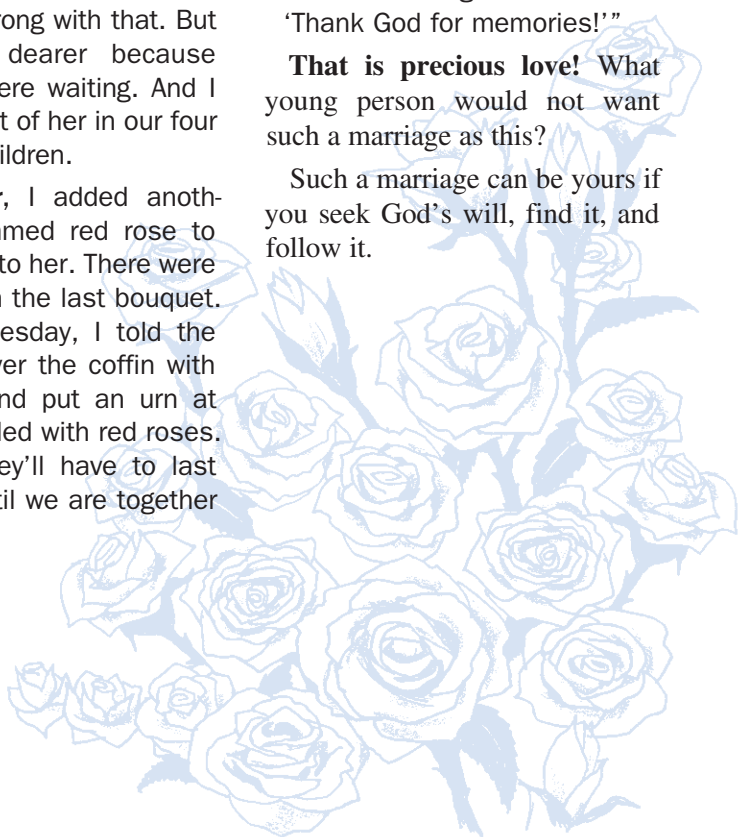 rong with that. But
dearer because
ere waiting. And I
t of her in our four
ildren.
r, I added anoth-
med red rose to
to her. There were
the last bouquet.
esday, I told the
ver the coffin with
nd put an urn at
led with red roses.
ey’ll have to last
til we are together
‘Thank God for memories!’”
That is precious love! What
young person would not want
such a marriage as this?
Such a marriage can be yours if
you seek God’s will, find it, and
follow it.